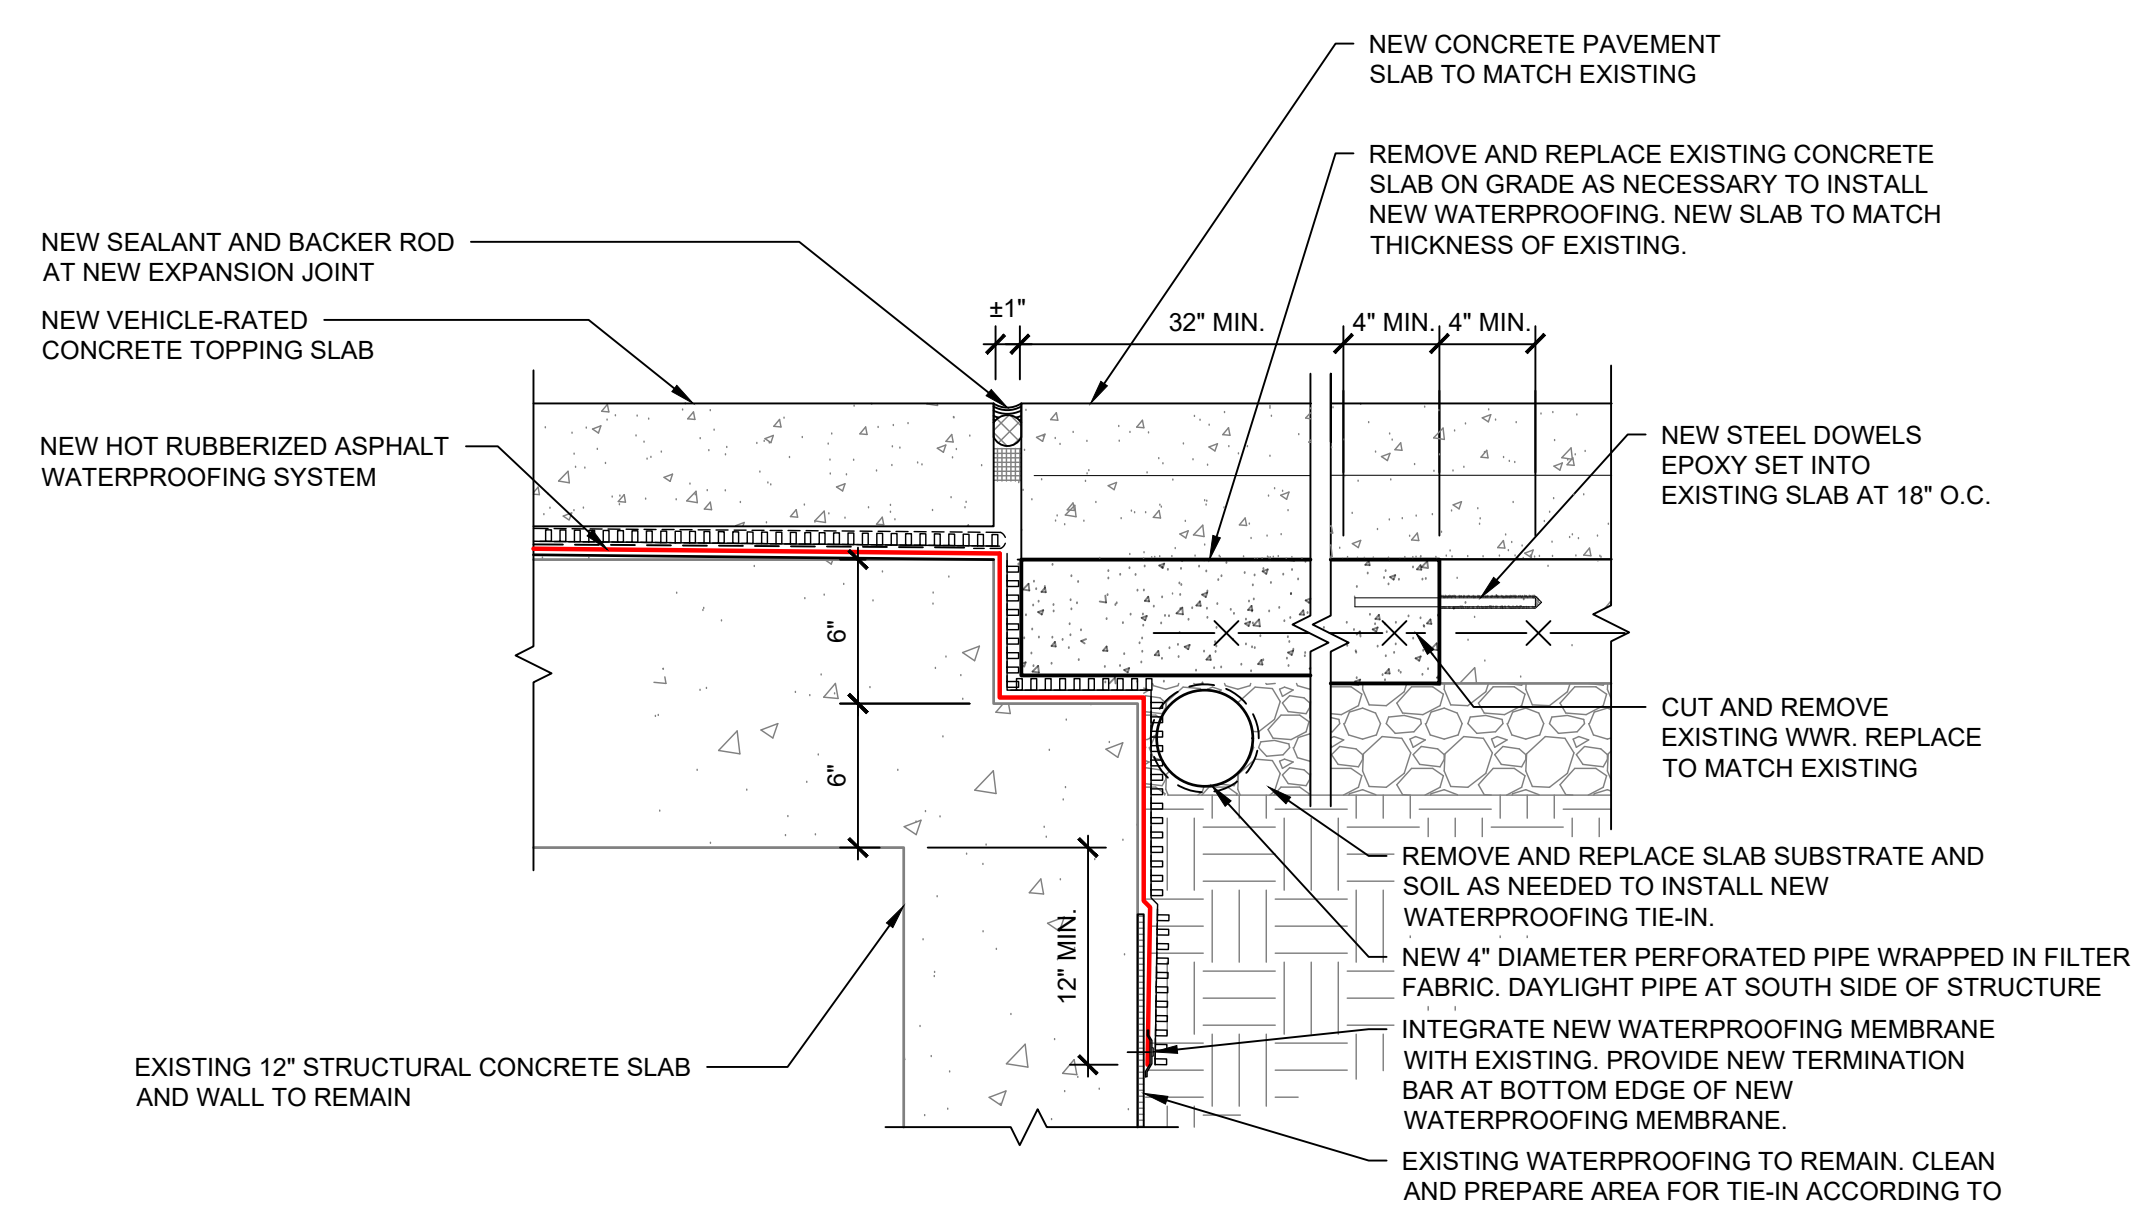 NEW CONCRETE PAVEMENT
SLAB TO MATCH EXISTING
REMOVE AND REPLACE EXISTING CONCRETE
SLAB ON GRADE AS NECESSARY TO INSTALL
NEW WATERPROOFING. NEW SLAB TO MATCH
THICKNESS OF EXISTING.
NEW SEALANT AND BACKER ROD
AT NEW EXPANSION JOINT
NEW VEHICLE-RATED
CONCRETE TOPPING SLAB
±1" 32" MIN. 4" MIN. 4" MIN.
NEW HOT RUBBERIZED ASPHALT
WATERPROOFING SYSTEM
NEW STEEL DOWELS
EPOXY SET INTO
EXISTING SLAB AT 18" O.C.
6"
6"
12" MIN.
CUT AND REMOVE
EXISTING WWR. REPLACE
TO MATCH EXISTING
REMOVE AND REPLACE SLAB SUBSTRATE AND
SOIL AS NEEDED TO INSTALL NEW
WATERPROOFING TIE-IN.
NEW 4" DIAMETER PERFORATED PIPE WRAPPED IN FILTER
FABRIC. DAYLIGHT PIPE AT SOUTH SIDE OF STRUCTURE
INTEGRATE NEW WATERPROOFING MEMBRANE
WITH EXISTING. PROVIDE NEW TERMINATION
BAR AT BOTTOM EDGE OF NEW
WATERPROOFING MEMBRANE.
EXISTING 12" STRUCTURAL CONCRETE SLAB
AND WALL TO REMAIN
EXISTING WATERPROOFING TO REMAIN. CLEAN
AND PREPARE AREA FOR TIE-IN ACCORDING TO